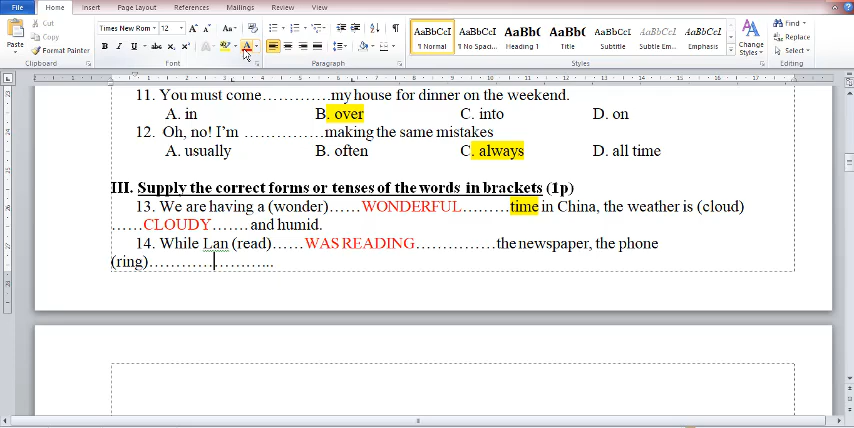 File Home Insert Page Layout References Mailings Review View
Paste Cut Copy Format Painter Clipboard
Times New Rom 12 Font
Paragraph
AaBbCcI AaBbCcI AaBbC( AaBbC( AaBbCcI AaBbCcI AaBbCcI
¶ Normal ¶ No Spaci... Heading 1 Title Subtitle Subtle Em... Emphasis
Change Styles Styles
Find Replace Select Editing
11. You must come………….my house for dinner on the weekend.
A. in B. over C. into D. on
12. Oh, no! I’m ……………making the same mistakes
A. usually B. often C. always D. all time
III. Supply the correct forms or tenses of the words in brackets (1p)
13. We are having a (wonder)……WONDERFUL………time in China, the weather is (cloud)
……CLOUDY…….and humid.
14. While Lan (read)……WAS READING……………the newspaper, the phone
(ring)……………………..